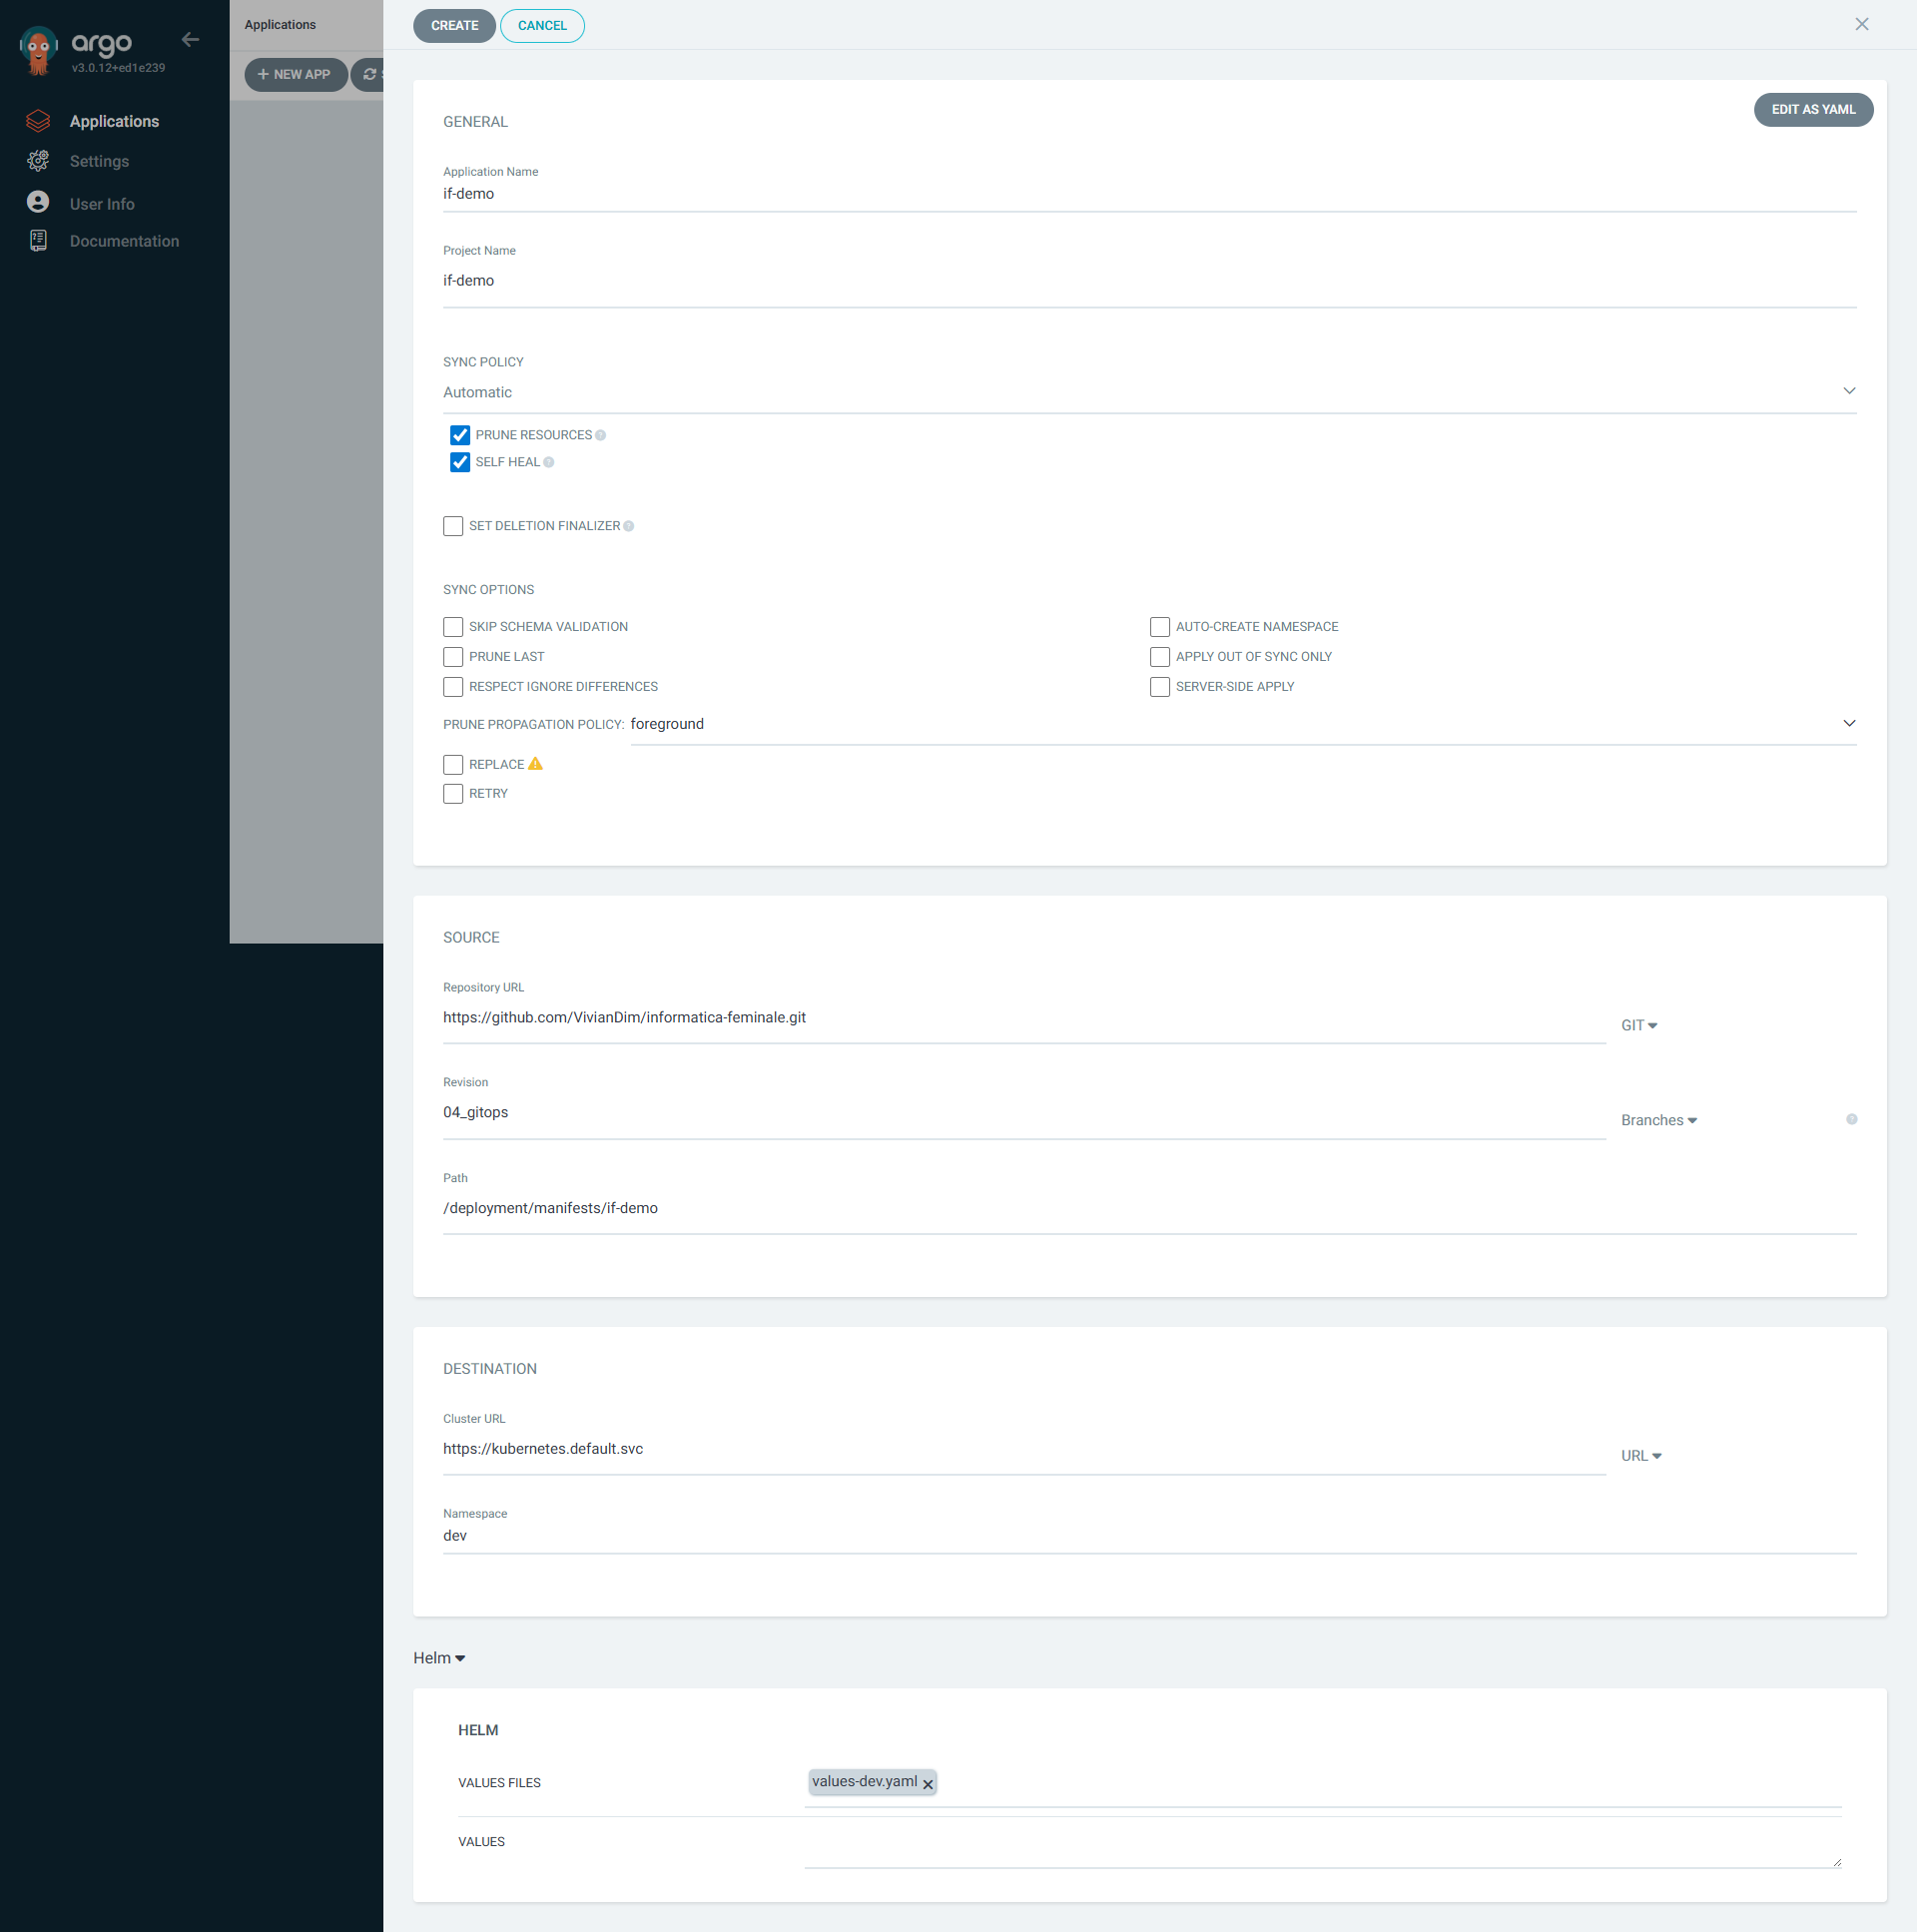 argo
v3.0.12+ed1e239
Applications
Settings
User Info
Documentation
Applications
+ NEW APP
CREATE
CANCEL
GENERAL
EDIT AS YAML
Application Name
if-demo
Project Name
if-demo
SYNC POLICY
Automatic
PRUNE RESOURCES
SELF HEAL
SET DELETION FINALIZER
SYNC OPTIONS
SKIP SCHEMA VALIDATION
AUTO-CREATE NAMESPACE
PRUNE LAST
APPLY OUT OF SYNC ONLY
RESPECT IGNORE DIFFERENCES
SERVER-SIDE APPLY
PRUNE PROPAGATION POLICY: foreground
REPLACE
RETRY
SOURCE
Repository URL
https://github.com/VivianDim/informatica-feminale.git
GIT
Revision
04_gitops
Branches
Path
/deployment/manifests/if-demo
DESTINATION
Cluster URL
https://kubernetes.default.svc
URL
Namespace
dev
Helm
HELM
VALUES FILES
values-dev.yaml
VALUES